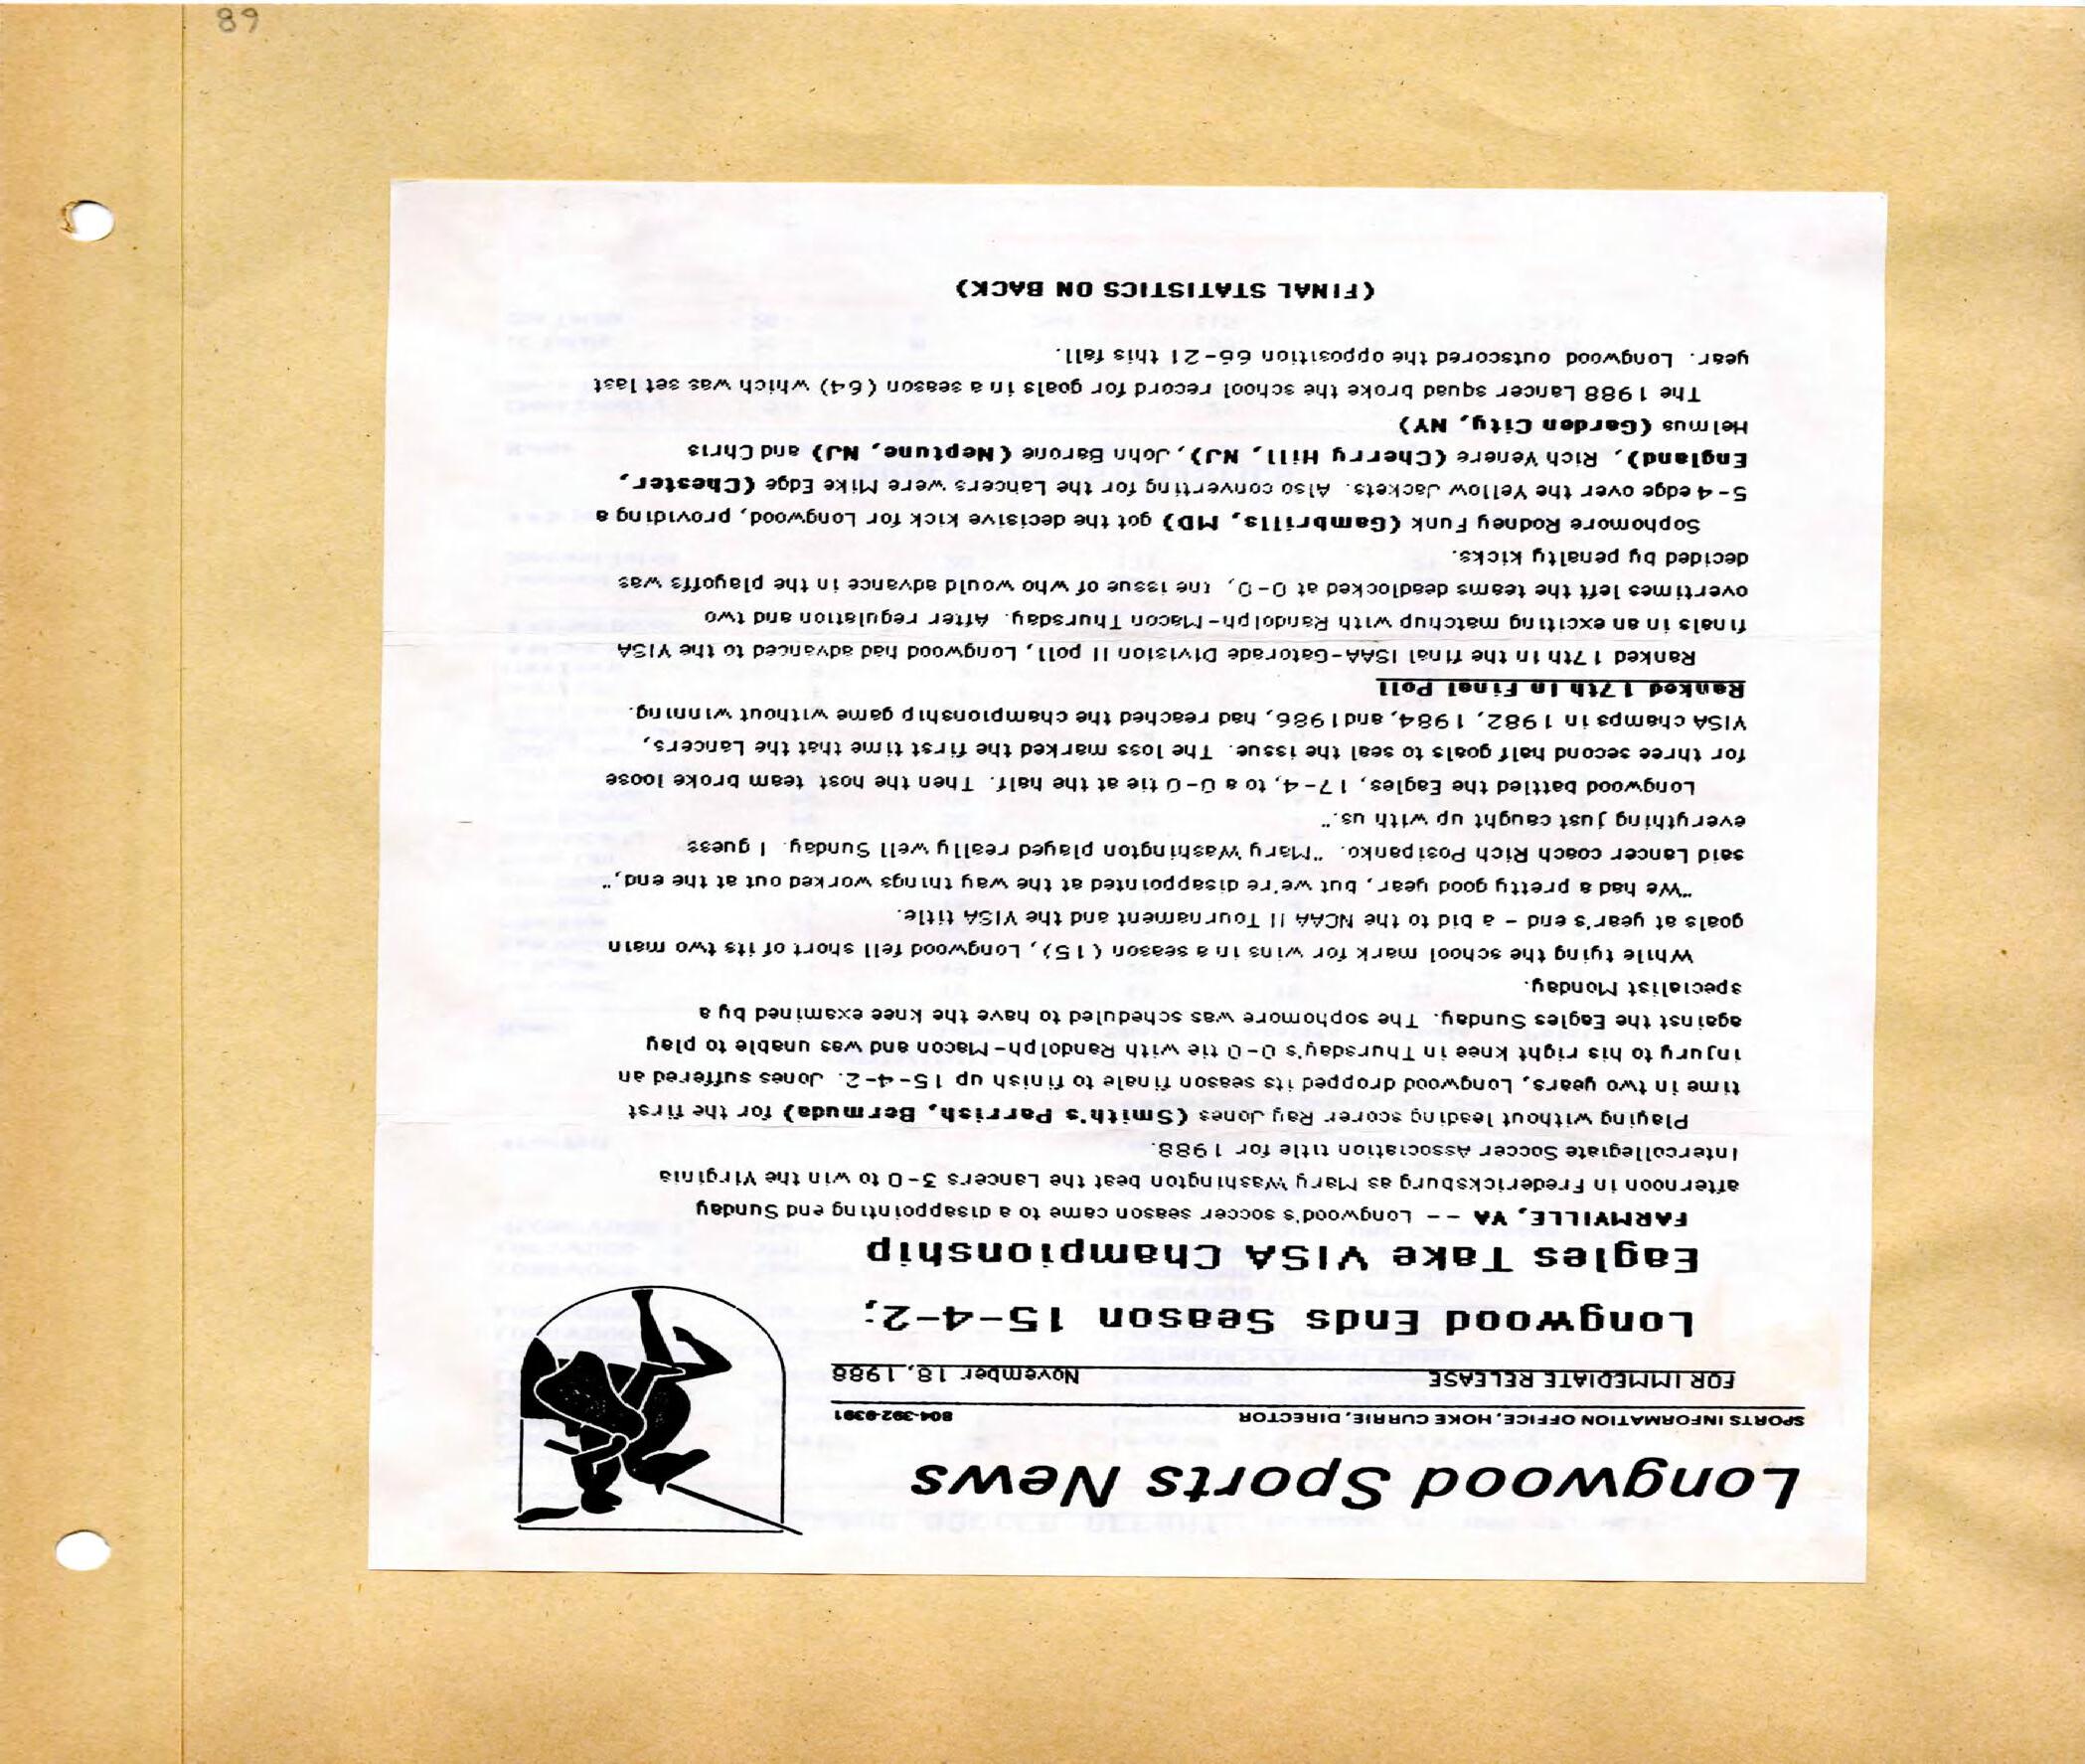 89
Longwood Sports News
SPORTS INFORMATION OFFICE, HOKE CURRIE, DIRECTOR 804-392-9391
FOR IMMEDIATE RELEASE November 18, 1988
Longwood Ends Season 15-4-2;
Eagles Take VISA Championship
FARMVILLE, VA -- Longwood's soccer season came to a disappointing end Sunday
afternoon in Fredericksburg as Mary Washington beat the Lancers 3-0 to win the Virginia
Intercollegiate Soccer Association title for 1988.
Playing without leading scorer Ray Jones (Smith's Parrish, Bermuda) for the first
time in two years, Longwood dropped its season finale to finish up 15-4-2. Jones suffered an
injury to his right knee in Thursday's 0-0 tie with Randolph-Macon and was unable to play
against the Eagles Sunday. The sophomore was scheduled to have the knee examined by a
specialist Monday.
While tying the school mark for wins in a season (15), Longwood fell short of its two main
goals at year's end - a bid to the NCAA II Tournament and the VISA title.
"We had a pretty good year, but we're disappointed at the way things worked out at the end,"
said Lancer coach Rich Posipanko. "Mary Washington played really well Sunday. I guess
everything just caught up with us."
Longwood battled the Eagles, 17-4, to a 0-0 tie at the half. Then the host team broke loose
for three second half goals to seal the issue. The loss marked the first time that the Lancers,
VISA champs in 1982, 1984, and 1986, had reached the championship game without winning.
Ranked 17th In Final Poll
Ranked 17th in the final ISAA-Gatorade Division II poll, Longwood had advanced to the VISA
finals in an exciting matchup with Randolph-Macon Thursday. After regulation and two
overtimes left the teams deadlocked at 0-0, the issue of who would advance in the playoffs was
decided by penalty kicks.
Sophomore Rodney Funk (Gambrills, MD) got the decisive kick for Longwood, providing a
5-4 edge over the Yellow Jackets. Also converting for the Lancers were Mike Edge (Chester,
England), Rich Venere (Cherry Hill, NJ), John Barone (Neptune, NJ) and Chris
Helmus (Garden City, NY)
The 1988 Lancer squad broke the school record for goals in a season (64) which was set last
year. Longwood outscored the opposition 66-21 this fall.
(FINAL STATISTICS ON BACK)